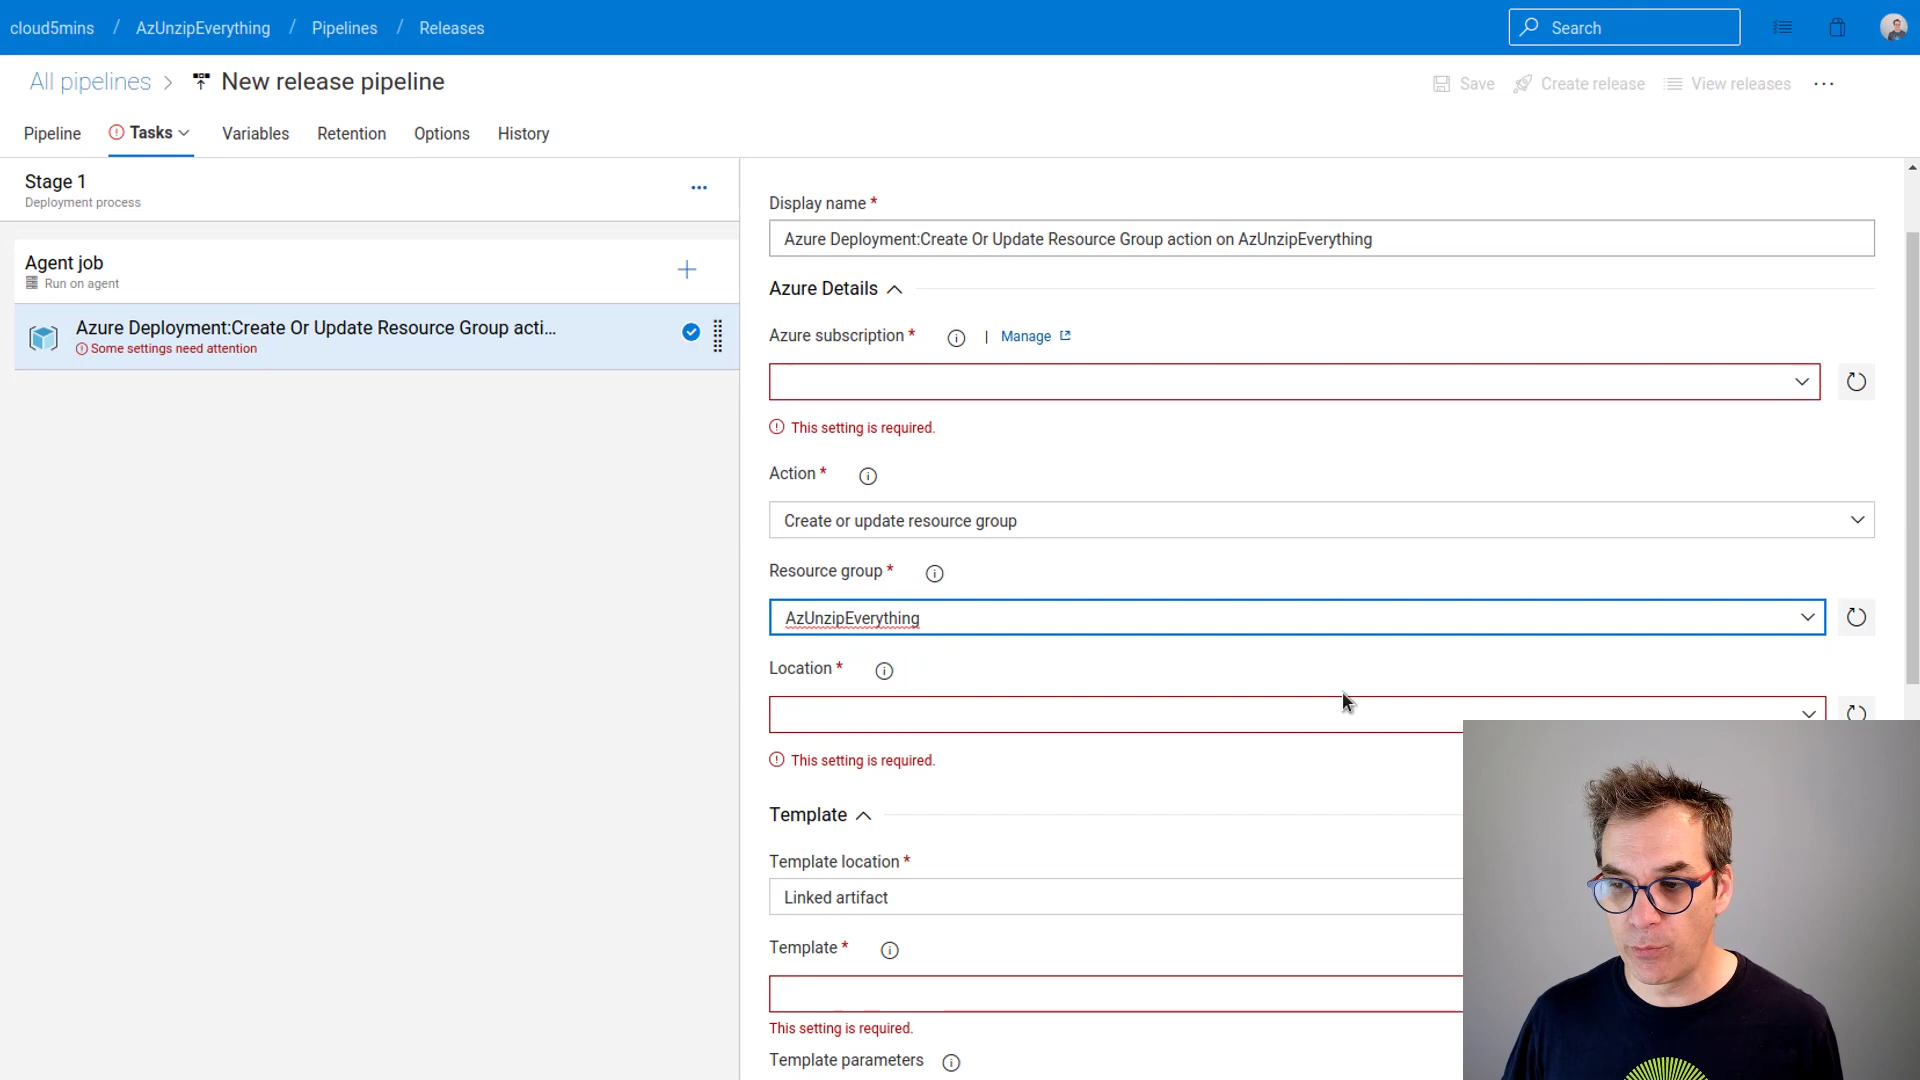 cloud5mins / AzUnzipEverything / Pipelines / Releases
Search
All pipelines > New release pipeline
Save Create release View releases ...
Pipeline Tasks Variables Retention Options History
Stage 1
Deployment process
Agent job
Run on agent
Azure Deployment:Create Or Update Resource Group acti...
Some settings need attention
Display name *
Azure Deployment:Create Or Update Resource Group action on AzUnzipEverything
Azure Details
Azure subscription * | Manage
This setting is required.
Action *
Create or update resource group
Resource group *
AzUnzipEverything
Location *
This setting is required.
Template
Template location *
Linked artifact
Template *
This setting is required.
Template parameters